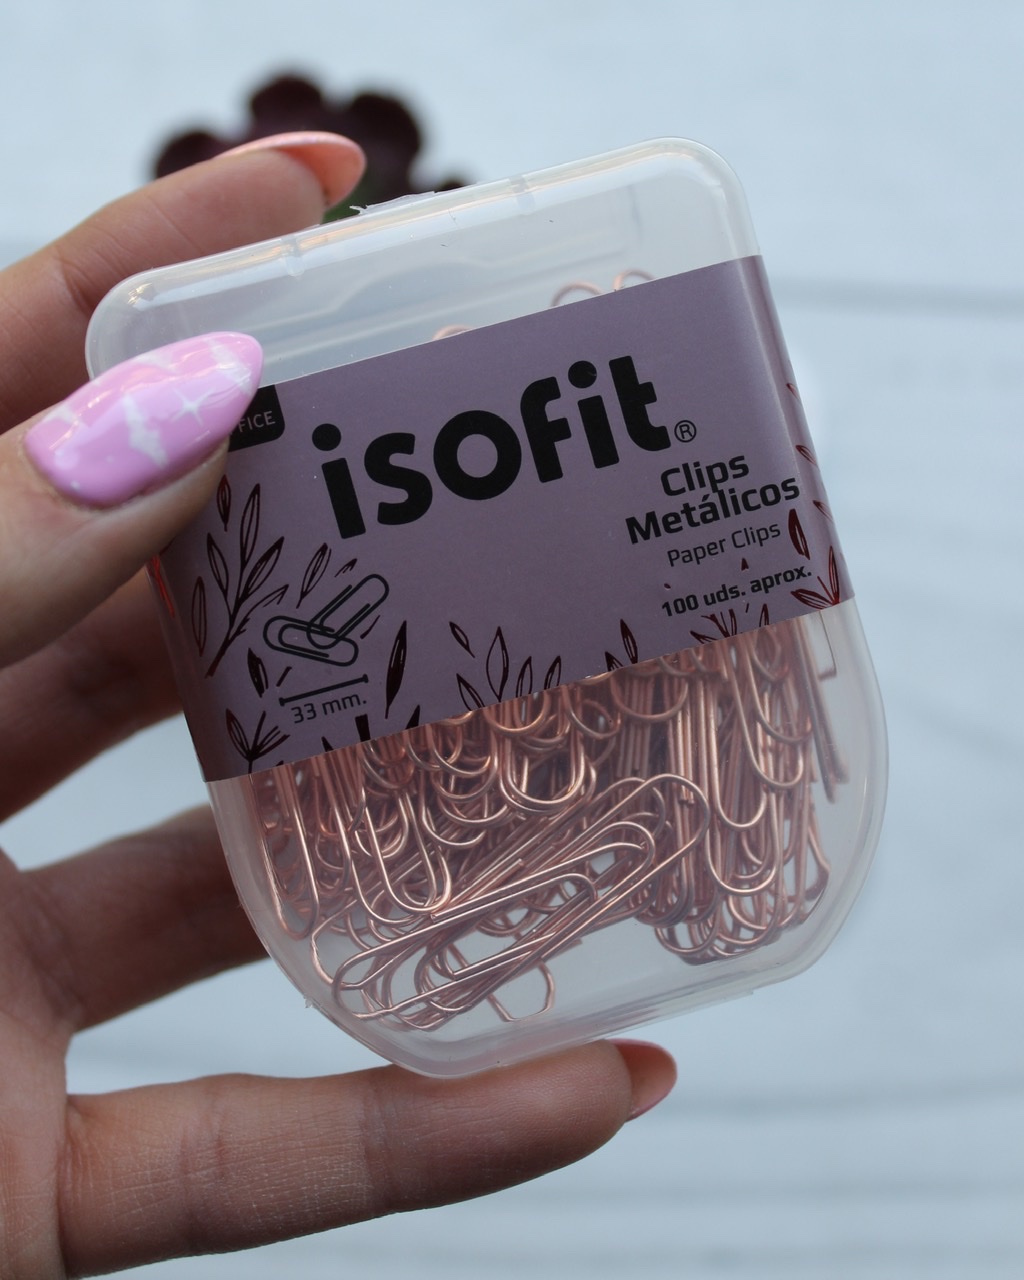 isofit®
Clips
Metálicos
Paper Clips
100 uds. aprox.
33 mm.